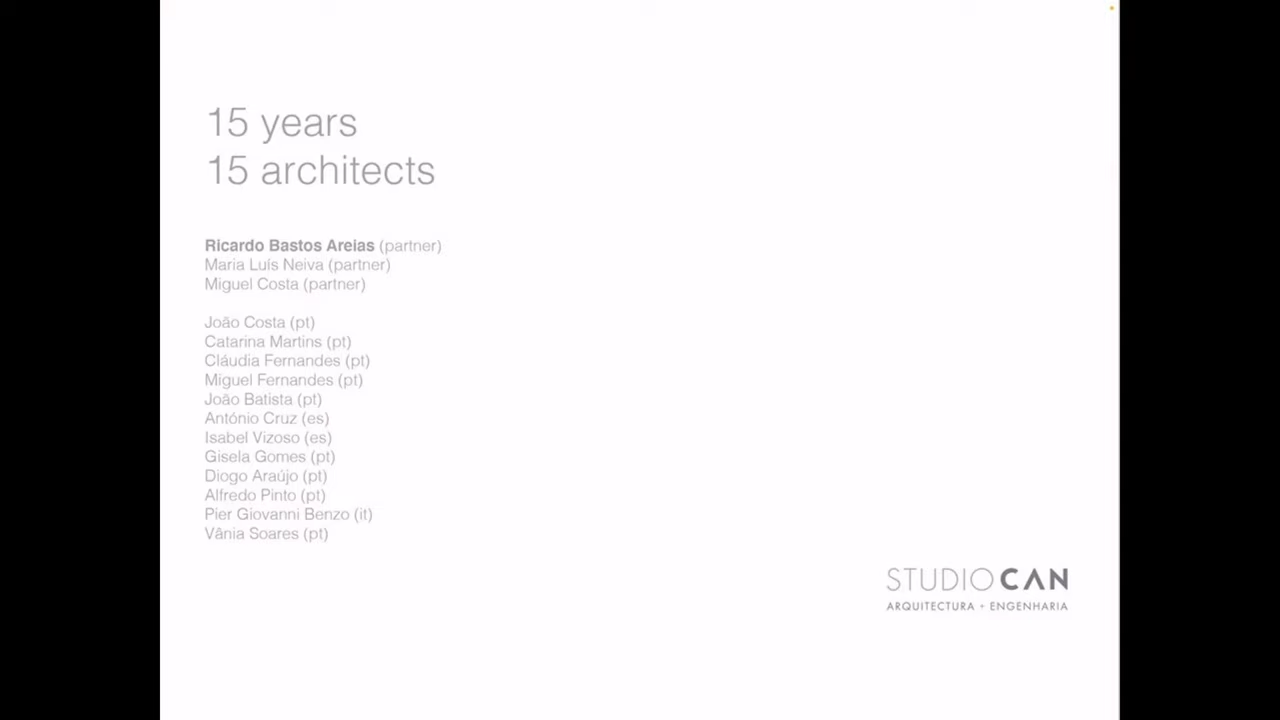 15 years
15 architects
Ricardo Bastos Areias (partner)
Maria Luís Neiva (partner)
Miguel Costa (partner)
João Costa (pt)
Catarina Martins (pt)
Cláudia Fernandes (pt)
Miguel Fernandes (pt)
João Batista (pt)
António Cruz (es)
Isabel Vizoso (es)
Gisela Gomes (pt)
Diogo Araújo (pt)
Alfredo Pinto (pt)
Pier Giovanni Benzo (it)
Vânia Soares (pt)
STUDIO CAN
ARQUITECTURA + ENGENHARIA